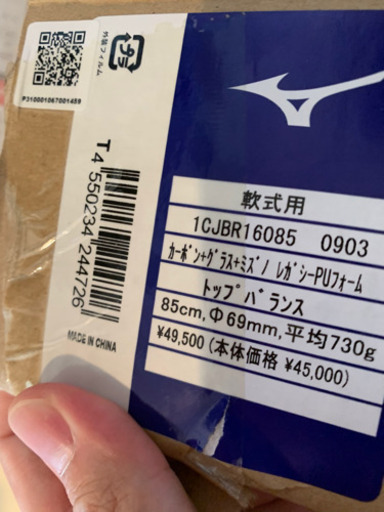 P310001067001459
外装フィルム
プラ
T4 550234 244726
MADE IN CHINA
軟式用
1CJBR16085 0903
カーボン+グラス+ミズノ レガシーPUフォーム
トップバランス
85cm,Φ69mm,平均730g
¥49,500(本体価格 ¥45,000)